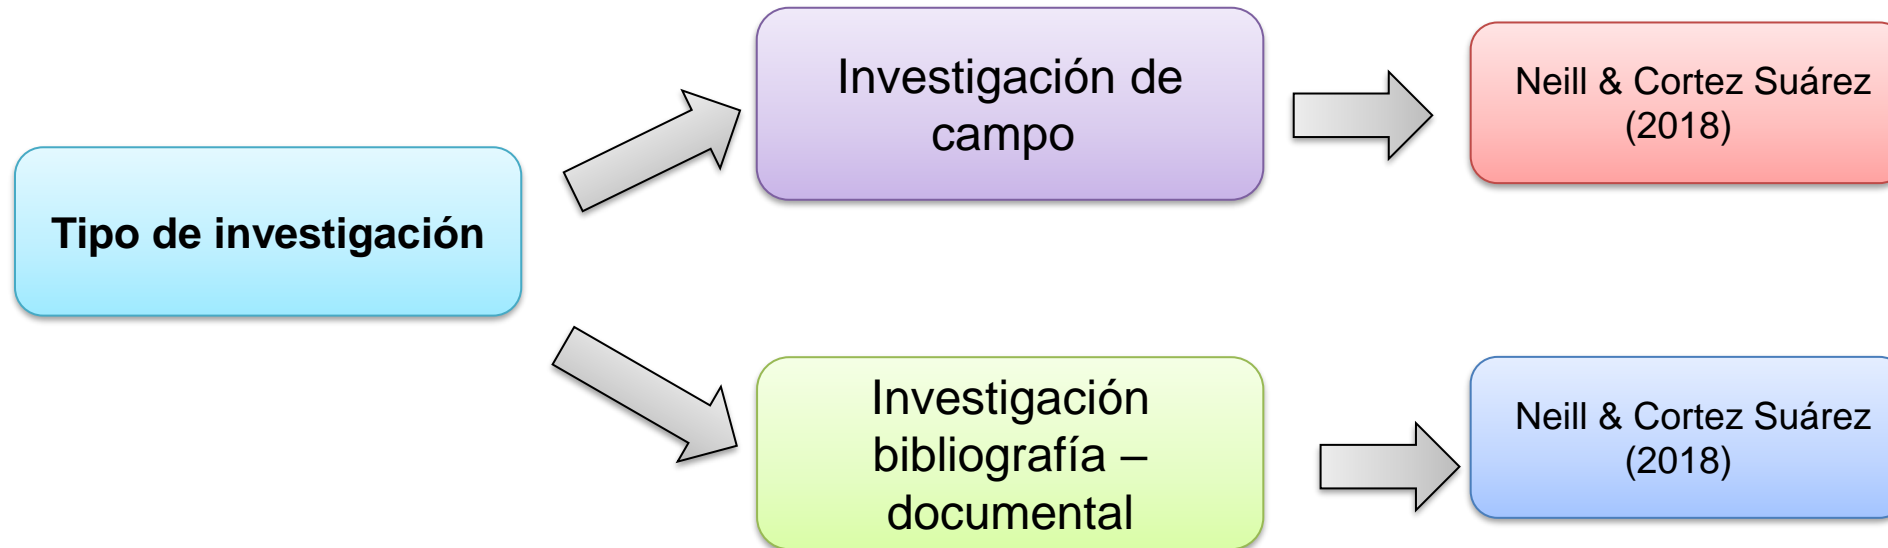 Tipo de investigación
Investigación de
campo
Neill & Cortez Suárez
(2018)
Investigación
bibliografía –
documental
Neill & Cortez Suárez
(2018)